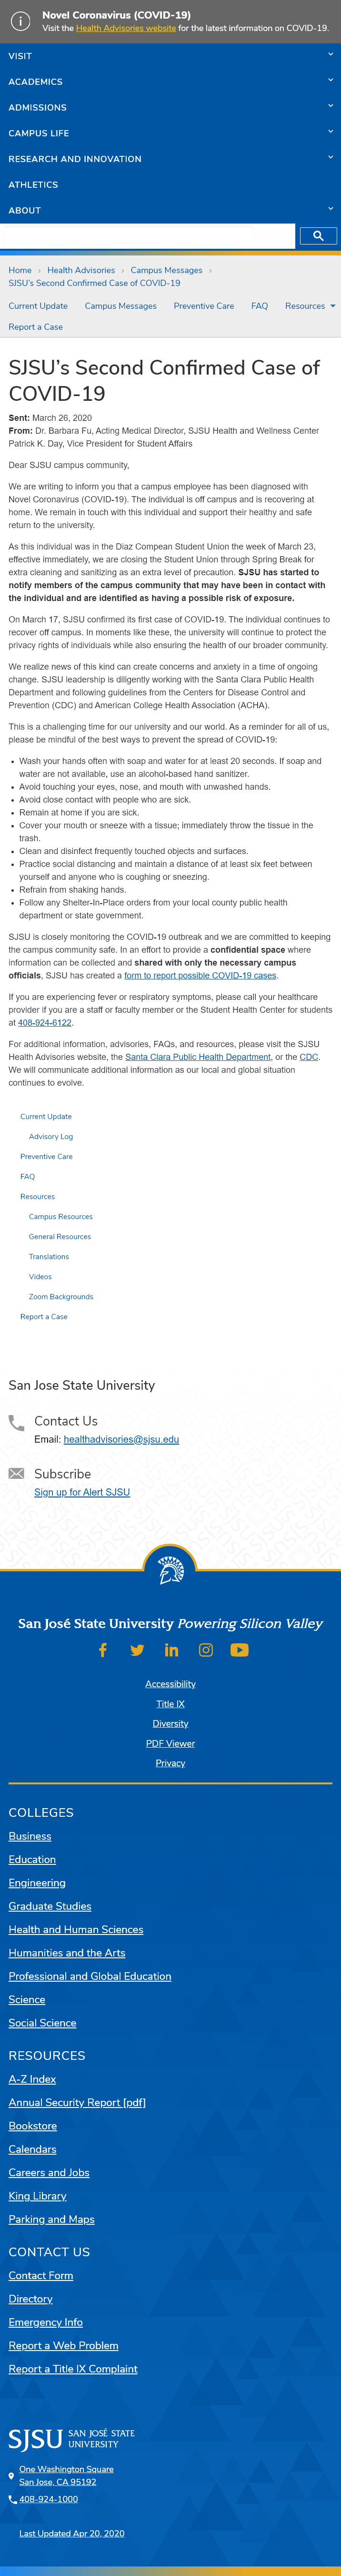 Novel Coronavirus (COVID-19)
Visit the Health Advisories website for the most latest information on COVID-19.
VISIT
ACADEMICS
ADMISSIONS
CAMPUS LIFE
RESEARCH AND INNOVATION
ATHLETICS
ABOUT
Home › Health Advisories › Campus Messages ›
SJSU’s Second Confirmed Case of COVID-19
Current Update Campus Messages Preventive Care FAQ Resources
Report a Case
SJSU’s Second Confirmed Case of
COVID-19
Sent: March 26, 2020
From: Dr. Barbara Fu, Acting Medical Director, SJSU Health and Wellness Center
Patrick K. Day, Vice President for Student Affairs
Dear SJSU campus community,
We are writing to inform you that a campus employee has been diagnosed with
Novel Coronavirus (COVID-19). The individual is off campus and is recovering at
home. We remain in touch with this individual and support their healthy and safe
return to the university.
As this individual was in the Diaz Compean Student Union the week of March 23,
effective immediately, we are closing the Student Union through Spring Break for
extra cleaning and sanitizing as an extra level of precaution. SJSU has started to
notify members of the campus community that may have been in contact with
the individual and are identified as having a possible risk of exposure.
On March 17, SJSU confirmed its first case of COVID-19. The individual continues to
recover off campus. In moments like these, the university will continue to protect the
privacy rights of individuals while also ensuring the heath of our broader community.
We realize news of this kind can create concerns and anxiety in a time of ongoing
change. SJSU leadership is diligently working with the Santa Clara Public Health
Department and following guidelines from the Centers for Disease Control and
Prevention (CDC) and American College Health Association (ACHA).
This is a challenging time for our university and our world. As a reminder for all of us,
please be mindful of the best ways to prevent the spread of COVID-19:
• Wash your hands often with soap and water for at least 20 seconds. If soap and
water are not available, use an alcohol-based hand sanitizer.
• Avoid touching your eyes, nose, and mouth with unwashed hands.
• Avoid close contact with people who are sick.
• Remain at home if you are sick.
• Cover your mouth or sneeze with a tissue; immediately throw the tissue in the
trash.
• Clean and disinfect frequently touched objects and surfaces.
• Practice social distancing and maintain a distance of at least six feet between
yourself and anyone who is coughing or sneezing.
• Refrain from shaking hands.
• Follow any Shelter-In-Place orders from your local county public health
department or state government.
SJSU is closely monitoring the COVID-19 outbreak and we are committed to keeping
the campus community safe. In an effort to provide a confidential space where
information can be collected and shared with only the necessary campus
officials, SJSU has created a form to report possible COVID-19 cases.
If you are experiencing fever or respiratory symptoms, please call your healthcare
provider if you are a staff or faculty member or the Student Health Center for students
at 408-924-6122.
For additional information, advisories, FAQs, and resources, please visit the SJSU
Health Advisories website, the Santa Clara Public Health Department, or the CDC.
We will communicate additional information as our local and global situation
continues to evolve.
Current Update
Advisory Log
Preventive Care
FAQ
Resources
Campus Resources
General Resources
Translations
Videos
Zoom Backgrounds
Report a Case
San Jose State University
Contact Us
Email: healthadvisories@sjsu.edu
Subscribe
Sign up for Alert SJSU
San José State University Powering Silicon Valley
Accessibility
Title IX
Diversity
PDF Viewer
Privacy
COLLEGES
Business
Education
Engineering
Graduate Studies
Health and Human Sciences
Humanities and the Arts
Professional and Global Education
Science
Social Science
RESOURCES
A-Z Index
Annual Security Report [pdf]
Bookstore
Calendars
Careers and Jobs
King Library
Parking and Maps
CONTACT US
Contact Form
Directory
Emergency Info
Report a Web Problem
Report a Title IX Complaint
SJSU SAN JOSÉ STATE
UNIVERSITY
One Washington Square
San Jose, CA 95192
408-924-1000
Last Updated Apr 20, 2020